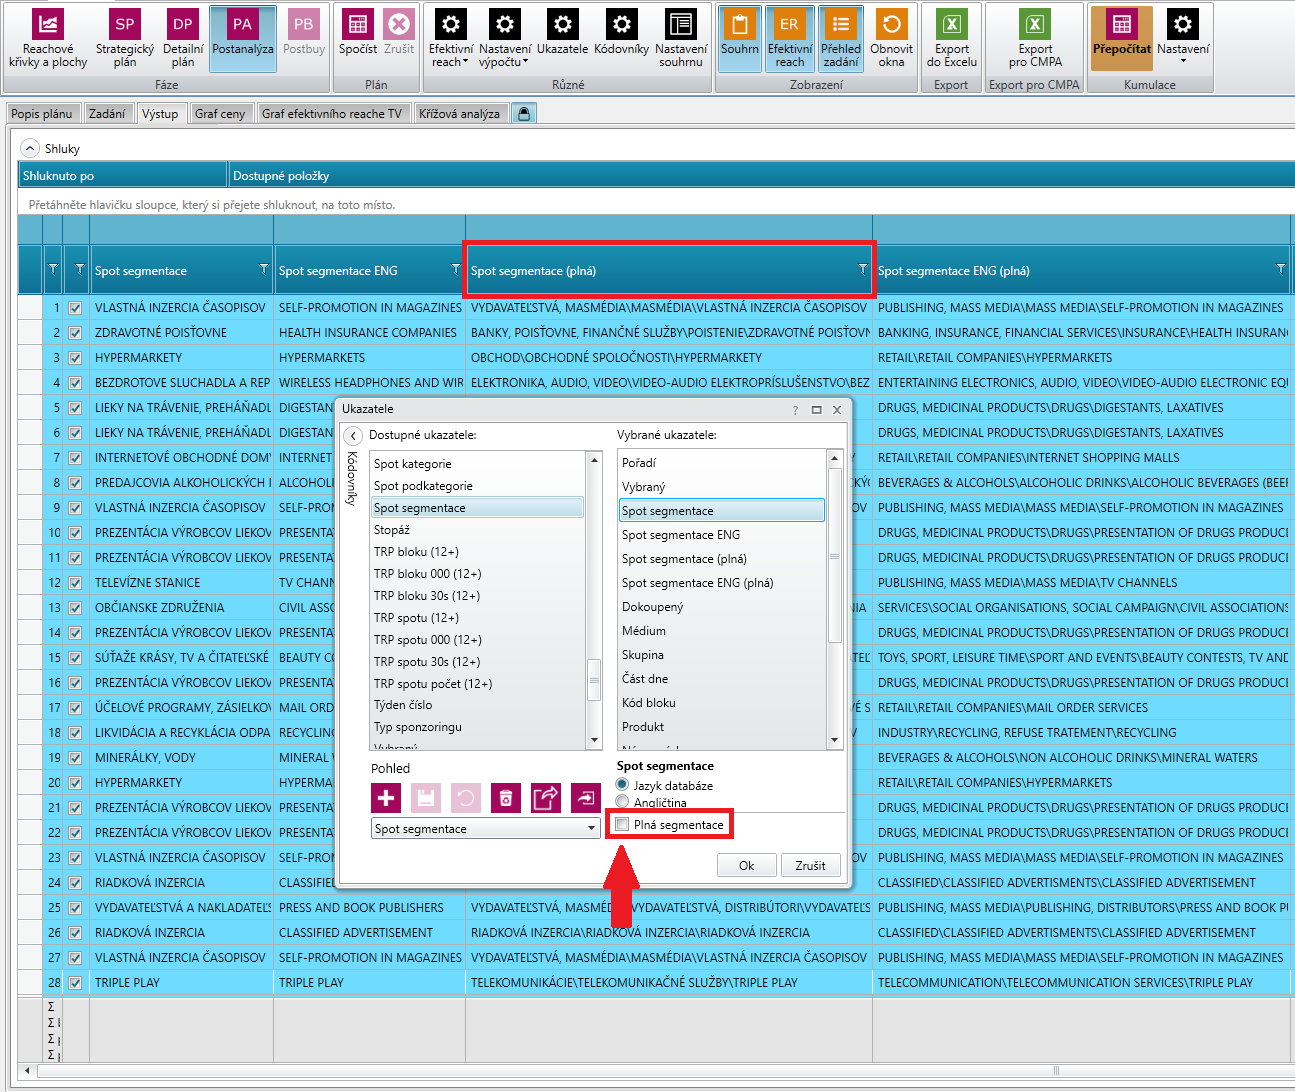 SP DP PA PB ER
Reachové křivky a plochy
Strategický plán
Detailní plán
Postanalýza
Postbuy
Spočíst
Zrušit
Efektivní reach
Nastavení výpočtu
Ukazatele
Kódovníky
Nastavení souhrnu
Souhrn
Efektivní reach
Přehled zadání
Obnovit okna
Export do Excelu
Export pro CMPA
Přepočítat
Nastavení
Fáze Plán Různé Zobrazení Export Export pro CMPA Kumulace
Popis plánu Zadání Výstup Graf ceny Graf efektivního reache TV Křížová analýza
Shluky
Shluknuto po Dostupné položky
Přetáhněte hlavičku sloupce, který si přejete shluknout, na toto místo.
Spot segmentace Spot segmentace ENG Spot segmentace (plná) Spot segmentace ENG (plná)
1 VLASTNÁ INZERCIA ČASOPISOV SELF-PROMOTION IN MAGAZINES VYDAVATEĽSTVÁ, MASMÉDIÁ\MASMÉDIÁ\VLASTNÁ INZERCIA ČASOPISOV PUBLISHING, MASS MEDIA\MASS MEDIA\SELF-PROMOTION IN MAGAZINES
2 ZDRAVOTNÉ POISŤOVNE HEALTH INSURANCE COMPANIES BANKY, POISŤOVNE, FINANČNÉ SLUŽBY\POISTENIE\ZDRAVOTNÉ POISŤOVN BANKING, INSURANCE, FINANCIAL SERVICES\INSURANCE\HEALTH INSURAN
3 HYPERMARKETY HYPERMARKETS OBCHOD\OBCHODNÉ SPOLOČNOSTI\HYPERMARKETY RETAIL\RETAIL COMPANIES\HYPERMARKETS
4 BEZDROTOVE SLUCHADLA A REP WIRELESS HEADPHONES AND WIR ELEKTRONIKA, AUDIO, VIDEO\VIDEO-AUDIO ELEKTROPRÍSLUŠENSTVO\BEZ ENTERTAINING ELECTRONICS, AUDIO, VIDEO\VIDEO-AUDIO ELECTRONIC EQ
5 LIEKY NA TRÁVENIE, PREHÁŇADL DIGESTAN DRUGS, MEDICINAL PRODUCTS\DRUGS\DIGESTANTS, LAXATIVES
6 LIEKY NA TRÁVENIE, PREHÁŇADL DIGESTAN DRUGS, MEDICINAL PRODUCTS\DRUGS\DIGESTANTS, LAXATIVES
7 INTERNETOVÉ OBCHODNÉ DOM INTERNET RETAIL\RETAIL COMPANIES\INTERNET SHOPPING MALLS
8 PREDAJCOVIA ALKOHOLICKÝCH ALCOHOLI BEVERAGES & ALCOHOLS\ALCOHOLIC DRINKS\ALCOHOLIC BEVERAGES (BEE
9 VLASTNÁ INZERCIA ČASOPISOV SELF-PROM PUBLISHING, MASS MEDIA\MASS MEDIA\SELF-PROMOTION IN MAGAZINES
10 PREZENTÁCIA VÝROBCOV LIEKOV PRESENTAT DRUGS, MEDICINAL PRODUCTS\DRUGS\PRESENTATION OF DRUGS PRODUCE
11 PREZENTÁCIA VÝROBCOV LIEKOV PRESENTAT DRUGS, MEDICINAL PRODUCTS\DRUGS\PRESENTATION OF DRUGS PRODUCE
12 TELEVÍZNE STANICE TV CHANN PUBLISHING, MASS MEDIA\MASS MEDIA\TV CHANNELS
13 OBČIANSKE ZDRUŽENIA CIVIL ASSO NIA SERVICES\SOCIAL ORGANISATIONS, SOCIAL CAMPAIGN\CIVIL ASSOCIATIONS
14 PREZENTÁCIA VÝROBCOV LIEKOV PRESENTAT DRUGS, MEDICINAL PRODUCTS\DRUGS\PRESENTATION OF DRUGS PRODUCE
15 SÚŤAŽE KRÁSY, TV A ČITATEĽSKÉ BEAUTY CO TOYS, SPORT, LEISURE TIME\SPORT AND EVENTS\BEAUTY CONTESTS, TV AND
16 PREZENTÁCIA VÝROBCOV LIEKOV PRESENTAT DRUGS, MEDICINAL PRODUCTS\DRUGS\PRESENTATION OF DRUGS PRODUCE
17 ÚČELOVÉ PROGRAMY, ZÁSIELKOV MAIL ORD RETAIL\RETAIL COMPANIES\MAIL ORDER SERVICES
18 LIKVIDÁCIA A RECYKLÁCIA ODPA RECYCLING INDUSTRY\RECYCLING, REFUSE TRATEMENT\RECYCLING
19 MINERÁLKY, VODY MINERAL BEVERAGES & ALCOHOLS\NON ALCOHOLIC DRINKS\MINERAL WATERS
20 HYPERMARKETY HYPERMAR RETAIL\RETAIL COMPANIES\HYPERMARKETS
21 PREZENTÁCIA VÝROBCOV LIEKOV PRESENTAT DRUGS, MEDICINAL PRODUCTS\DRUGS\PRESENTATION OF DRUGS PRODUCE
22 PREZENTÁCIA VÝROBCOV LIEKOV PRESENTAT DRUGS, MEDICINAL PRODUCTS\DRUGS\PRESENTATION OF DRUGS PRODUCE
23 VLASTNÁ INZERCIA ČASOPISOV SELF-PROM PUBLISHING, MASS MEDIA\MASS MEDIA\SELF-PROMOTION IN MAGAZINES
24 RIADKOVÁ INZERCIA CLASSIFIED CLASSIFIED\CLASSIFIED ADVERTISMENTS\CLASSIFIED ADVERTISEMENT
25 VYDAVATEĽSTVÁ A NAKLADATEĽS PRESS AND BOOK PUBLISHERS VYDAVATEĽSTVÁ, MASMÉDIÁ\VYDAVATEĽSTVÁ, DISTRIBÚTORI\VYDAVATEĽS PUBLISHING, MASS MEDIA\PUBLISHING, DISTRIBUTORS\PRESS AND BOOK PU
26 RIADKOVÁ INZERCIA CLASSIFIED ADVERTISEMENT RIADKOVÁ INZERCIA\RIADKOVÁ INZERCIA\RIADKOVÁ INZERCIA CLASSIFIED\CLASSIFIED ADVERTISMENTS\CLASSIFIED ADVERTISEMENT
27 VLASTNÁ INZERCIA ČASOPISOV SELF-PROMOTION IN MAGAZINES VYDAVATEĽSTVÁ, MASMÉDIÁ\MASMÉDIÁ\VLASTNÁ INZERCIA ČASOPISOV PUBLISHING, MASS MEDIA\MASS MEDIA\SELF-PROMOTION IN MAGAZINES
28 TRIPLE PLAY TRIPLE PLAY TELEKOMUNIKÁCIE\TELEKOMUNIKAČNÉ SLUŽBY\TRIPLE PLAY TELECOMMUNICATION\TELECOMMUNICATION SERVICES\TRIPLE PLAY
Σ
Σ
Σ
Σ
Ukazatele
?
Kódovníky
Dostupné ukazatele:
Spot kategorie
Spot podkategorie
Spot segmentace
Stopáž
TRP bloku (12+)
TRP bloku 000 (12+)
TRP bloku 30s (12+)
TRP spotu (12+)
TRP spotu 000 (12+)
TRP spotu 30s (12+)
TRP spotu počet (12+)
Týden číslo
Typ sponzoringu
Vybraný
Pohled
Spot segmentace
Vybrané ukazatele:
Pořadí
Vybraný
Spot segmentace
Spot segmentace ENG
Spot segmentace (plná)
Spot segmentace ENG (plná)
Dokoupený
Médium
Skupina
Část dne
Kód bloku
Produkt
Spot segmentace
Jazyk databáze
Angličtina
Plná segmentace
Ok Zrušit